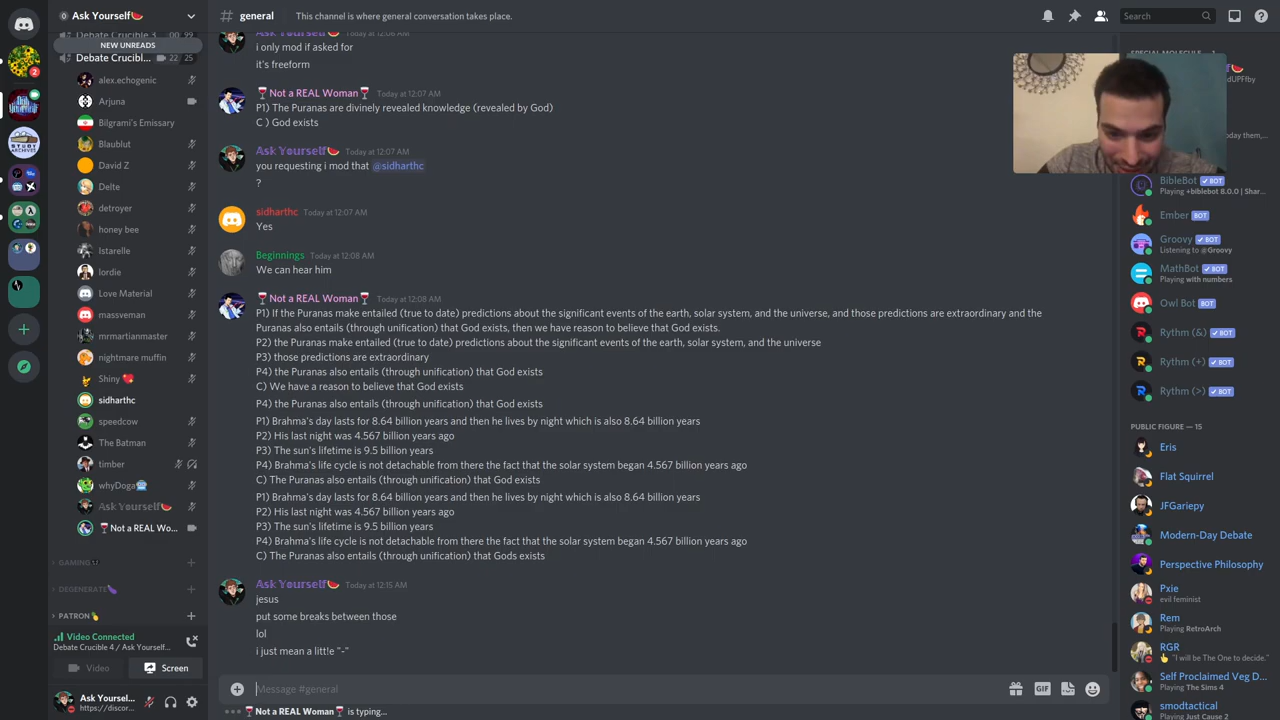 Ask Yourself🍉
general
This channel is where general conversation takes place.
Search
Debate Crucible 3
00 99
NEW UNREADS
Debate Crucibl...
22 25
alex.echogenic
Arjuna
Bilgrami's Emissary
Blaublut
David Z
Delte
detroyer
honey bee
Istarelle
lordie
Love Material
massveman
mrmartianmaster
nightmare muffin
Shiny 💖
sidharthc
speedcow
The Batman
timber
whyDoga
Ask Yourself🍉
🍷Not a REAL Wo...
GAMING
DEGENERATE🍆
PATRON🍍
Video Connected
Debate Crucible 4 / Ask Yourself...
Video
Screen
Ask Yoursel...
https://discor...
Ask Yourself🍉 Today at 12:06 AM
i only mod if asked for
it's freeform
🍷Not a REAL Woman🍷 Today at 12:07 AM
P1) The Puranas are divinely revealed knowledge (revealed by God)
C ) God exists
Ask Yourself🍉 Today at 12:07 AM
you requesting i mod that @sidharthc
?
sidharthc Today at 12:07 AM
Yes
Beginnings Today at 12:08 AM
We can hear him
🍷Not a REAL Woman🍷 Today at 12:08 AM
P1) If the Puranas make entailed (true to date) predictions about the significant events of the earth, solar system, and the universe, and those predictions are extraordinary and the
Puranas also entails (through unification) that God exists, then we have reason to believe that God exists.
P2) the Puranas make entailed (true to date) predictions about the significant events of the earth, solar system, and the universe
P3) those predictions are extraordinary
P4) the Puranas also entails (through unification) that God exists
C) We have a reason to believe that God exists
P4) the Puranas also entails (through unification) that God exists
P1) Brahma's day lasts for 8.64 billion years and then he lives by night which is also 8.64 billion years
P2) His last night was 4.567 billion years ago
P3) The sun's lifetime is 9.5 billion years
P4) Brahma's life cycle is not detachable from there the fact that the solar system began 4.567 billion years ago
C) The Puranas also entails (through unification) that God exists
P1) Brahma's day lasts for 8.64 billion years and then he lives by night which is also 8.64 billion years
P2) His last night was 4.567 billion years ago
P3) The sun's lifetime is 9.5 billion years
P4) Brahma's life cycle is not detachable from there the fact that the solar system began 4.567 billion years ago
C) The Puranas also entails (through unification) that Gods exists
Ask Yourself🍉 Today at 12:15 AM
jesus
put some breaks between those
lol
i just mean a little "-"
Message #general
GIF
🍷Not a REAL Woman🍷 is typing...
BibleBot ✓ BOT
Playing +biblebot 8.0.0 | Shar...
Ember BOT
Groovy ✓ BOT
Listening to @Groovy
MathBot ✓ BOT
Playing with numbers
Owl Bot ✓ BOT
Rythm (&) ✓ BOT
Rythm (+) ✓ BOT
Rythm (>) ✓ BOT
PUBLIC FIGURE — 15
Eris
Flat Squirrel
JFGariepy
Modern-Day Debate
Perspective Philosophy
Pxie
evil feminist
Rem
Playing RetroArch
RGR
👆 "I will be The One to decide."
Self Proclaimed Veg D...
Playing The Sims 4
smodtactical
Playing Just Cause 2